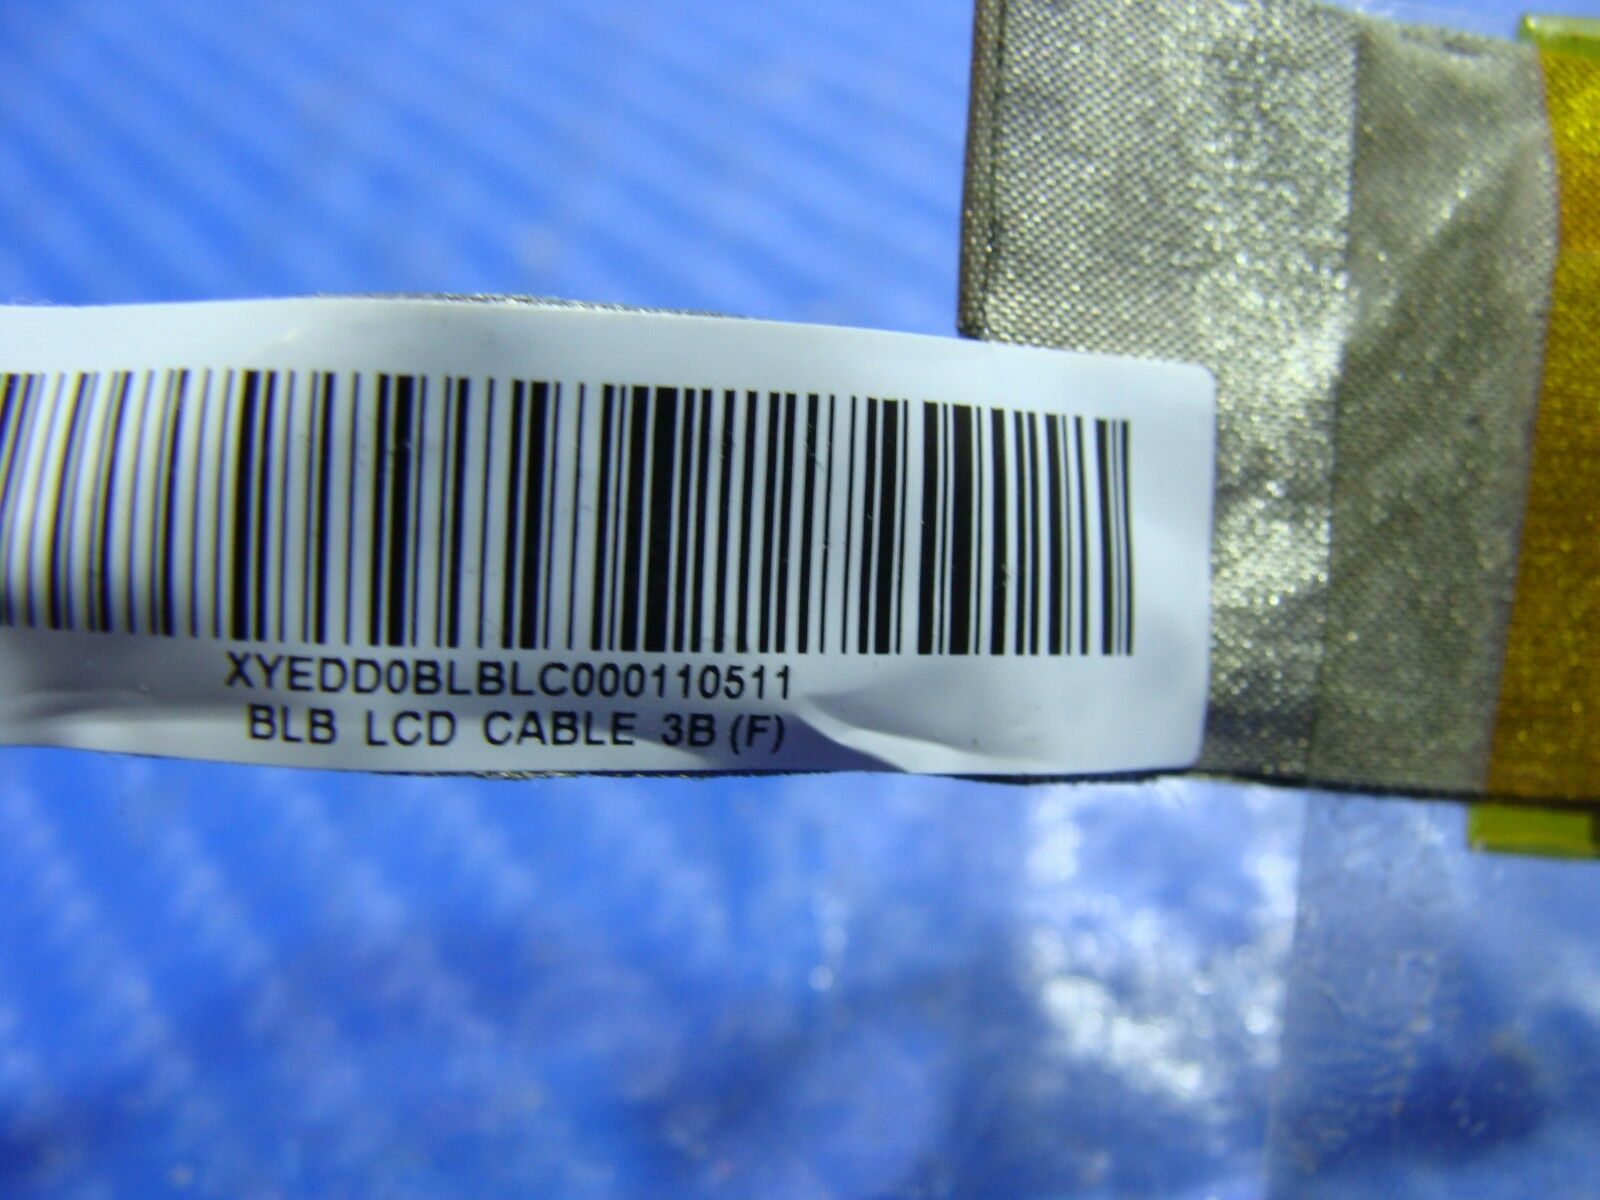 XYEDD0BLBLC000110511
BLB LCD CABLE 3B (F)